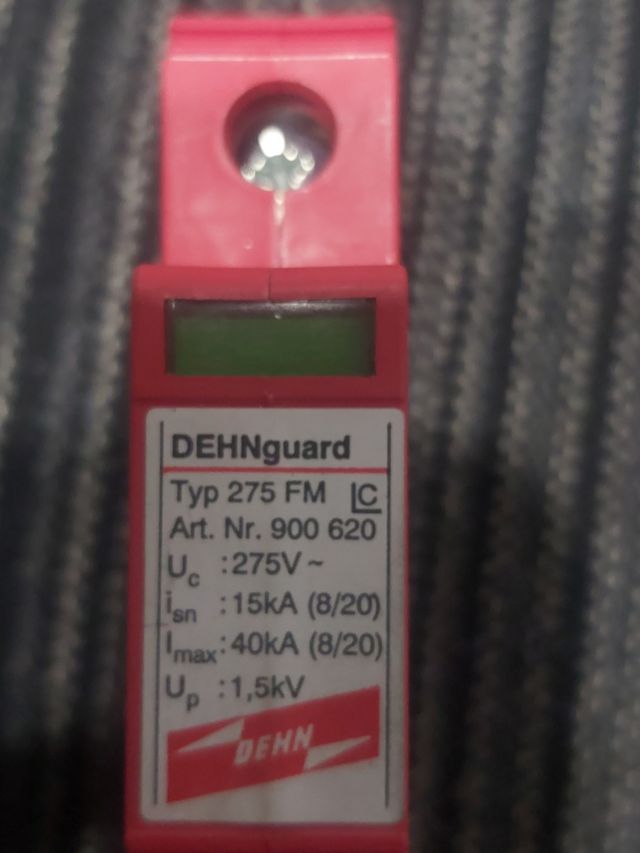 DEHNguard
Typ 275 FM C
Art. Nr. 900 620
Uc :275V~
isn :15kA (8/20)
Imax:40kA (8/20)
Up :1,5kV
DEHN